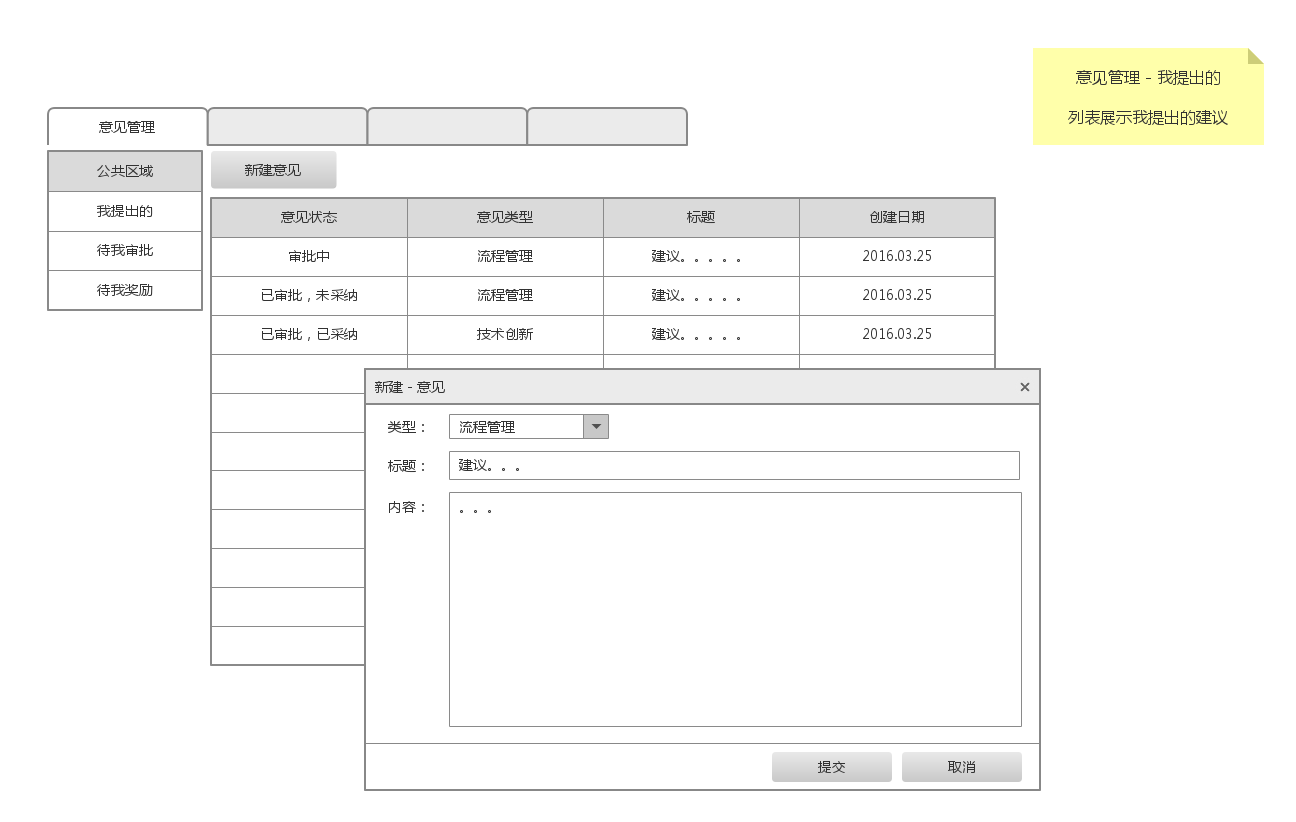 意见管理 - 我提出的
列表展示我提出的建议
意见管理
公共区域
我提出的
待我审批
待我奖励
新建意见
意见状态 意见类型 标题 创建日期
审批中 流程管理 建议。。。。。 2016.03.25
已审批，未采纳 流程管理 建议。。。。。 2016.03.25
已审批，已采纳 技术创新 建议。。。。。 2016.03.25
新建 - 意见
类型： 流程管理
标题： 建议。。。
内容： 。。。
提交 取消